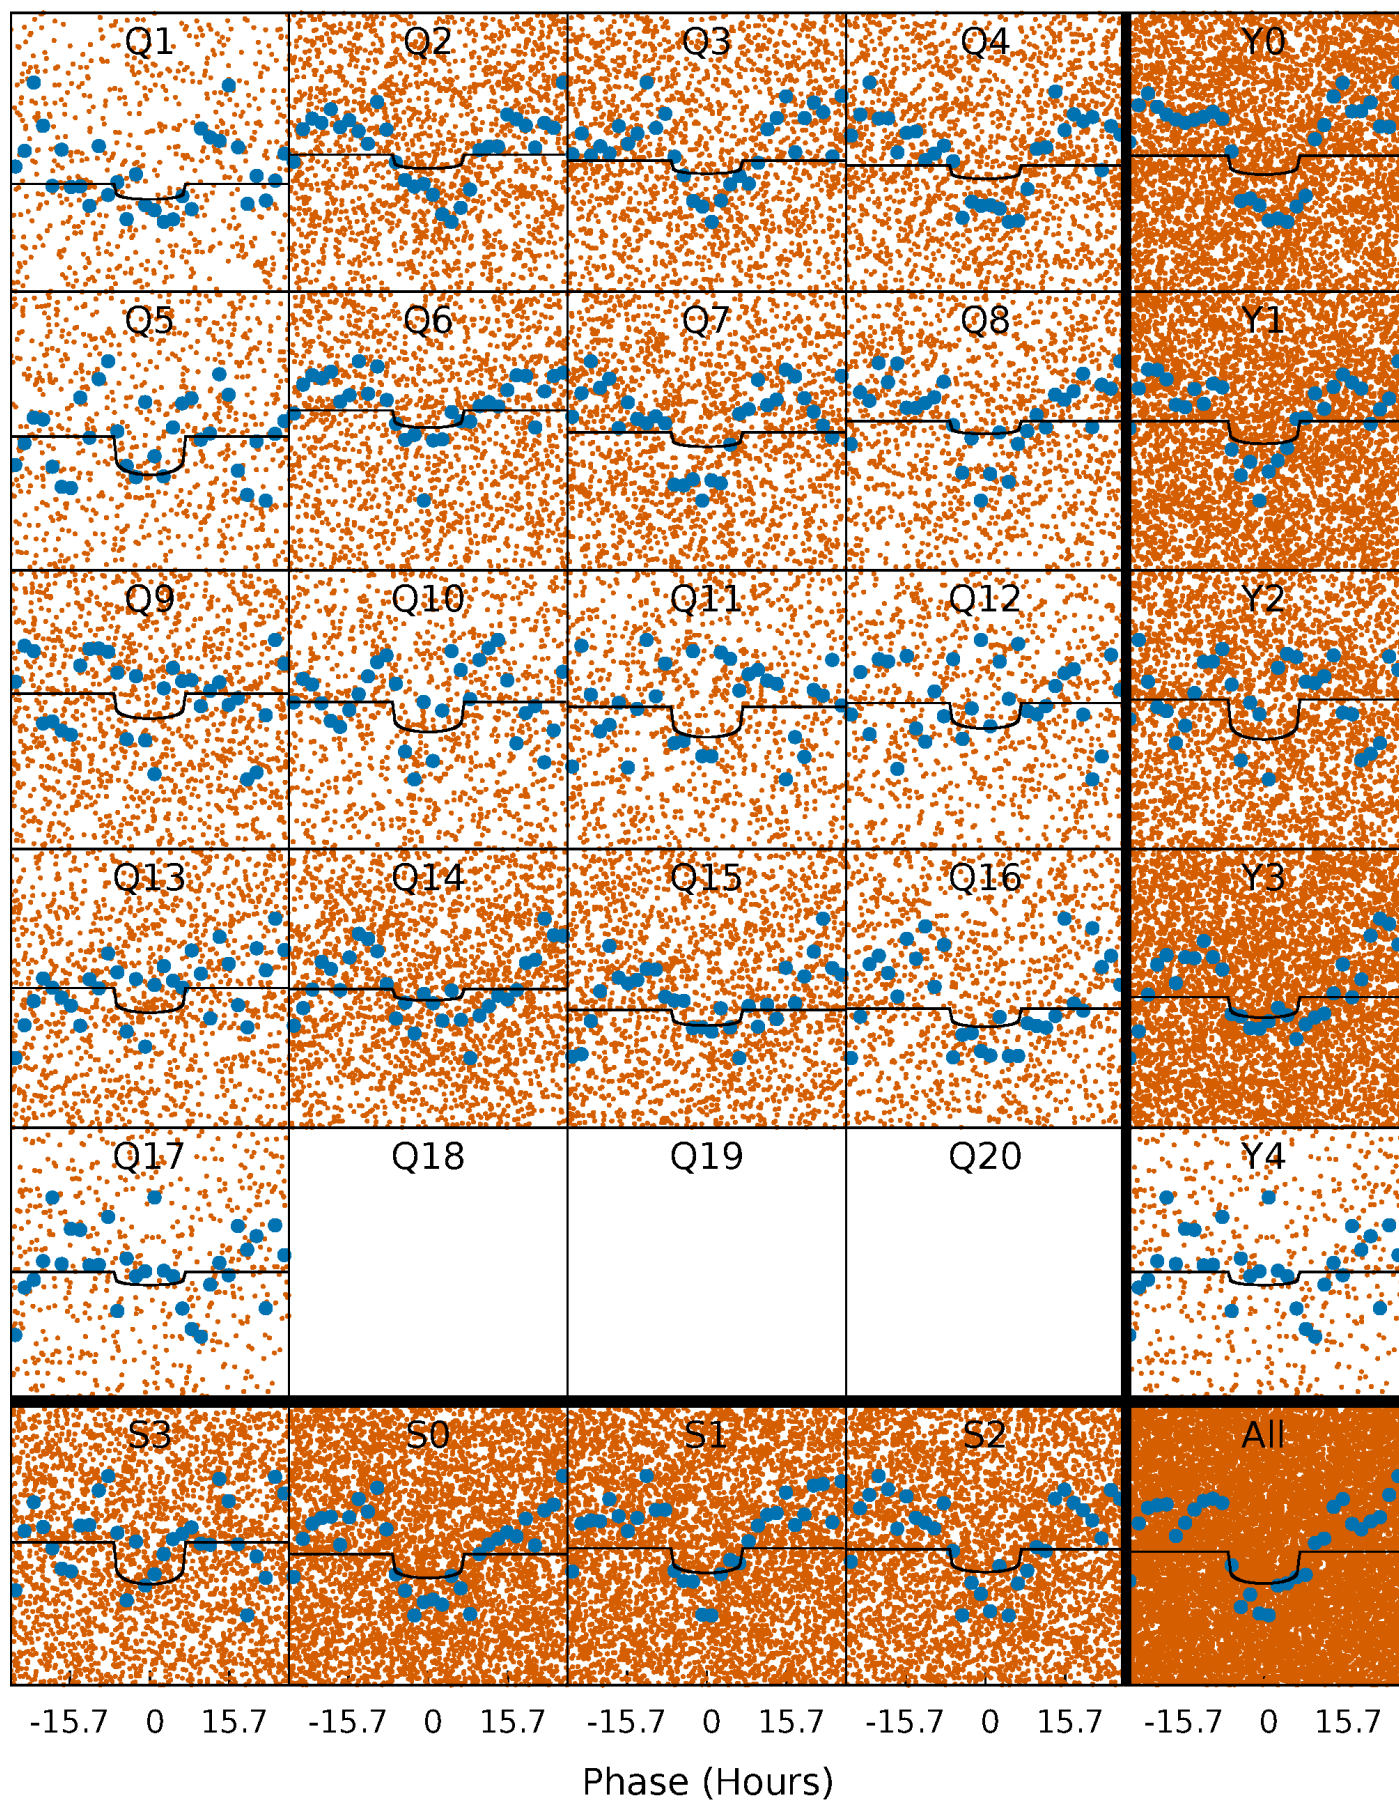 Q1 Q2 Q3 Q4 Y0
Q5 Q6 Q7 Q8 Y1
Q9 Q10 Q11 Q12 Y2
Q13 Q14 Q15 Q16 Y3
Q17 Q18 Q19 Q20 Y4
S3 S0 S1 S2 All
-15.7 0 15.7 -15.7 0 15.7 -15.7 0 15.7 -15.7 0 15.7 -15.7 0 15.7
Phase (Hours)